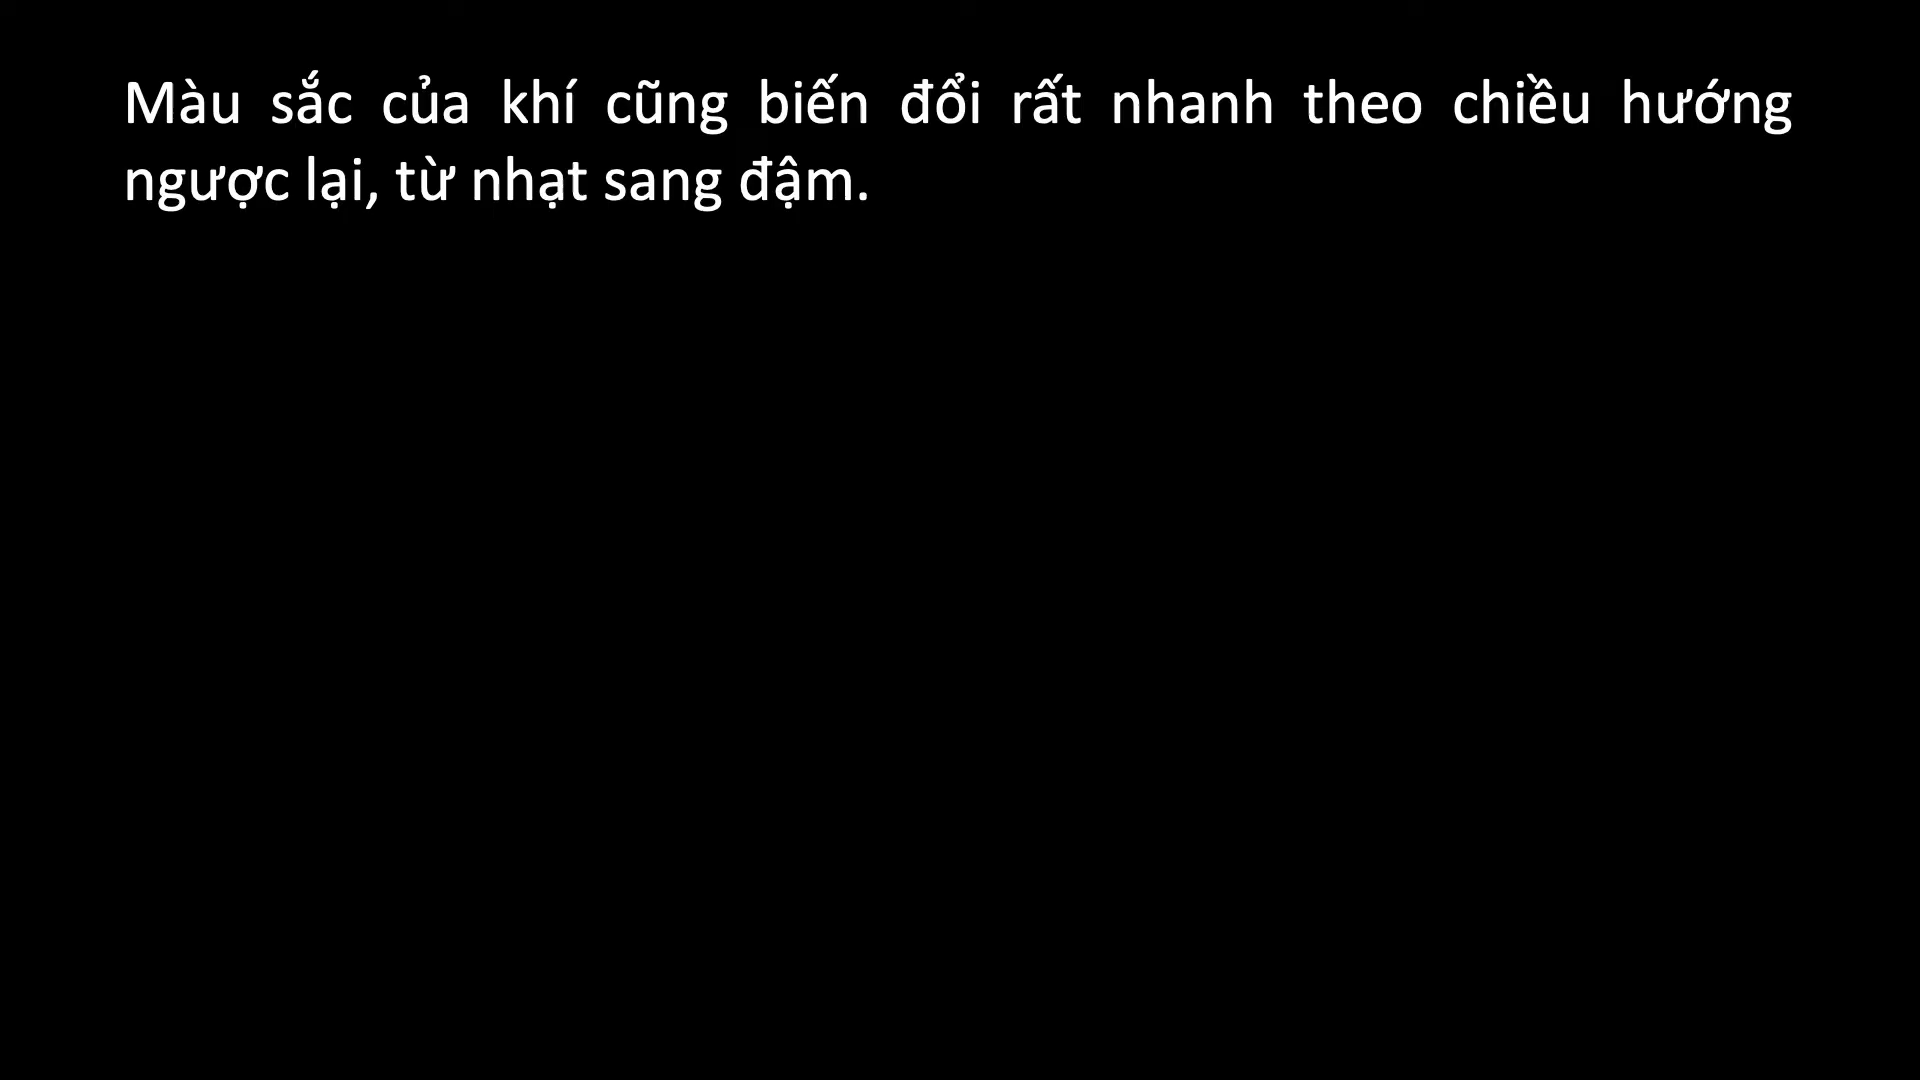 Màu sắc của khí cũng biến đổi rất nhanh theo chiều hướng
ngược lại, từ nhạt sang đậm.